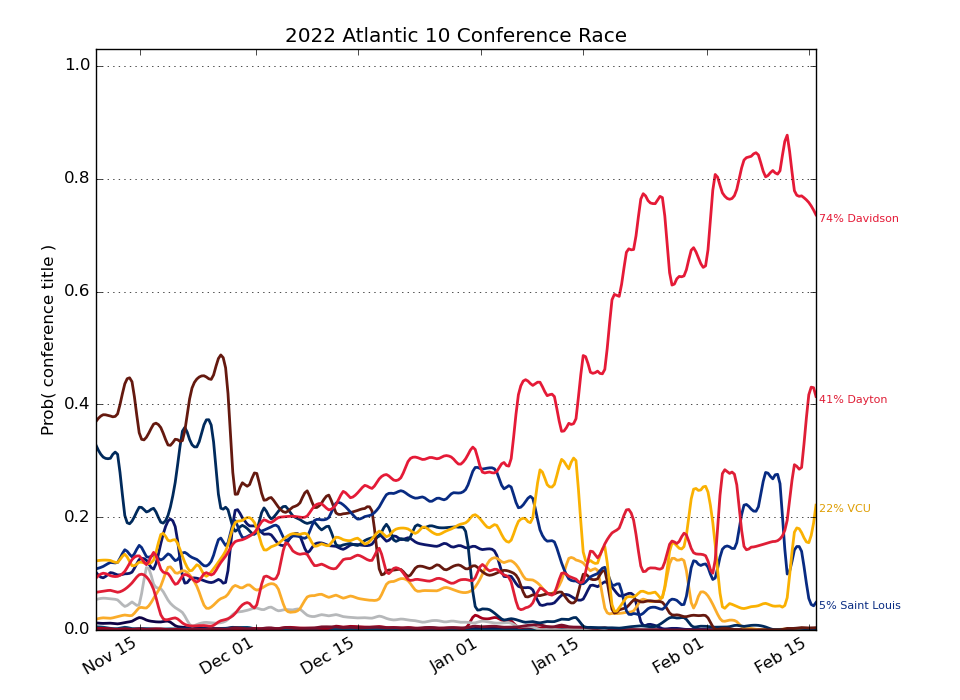 2022 Atlantic 10 Conference Race
Prob( conference title )
1.0
0.8
0.6
0.4
0.2
0.0
Nov 15
Dec 01
Dec 15
Jan 01
Jan 15
Feb 01
Feb 15
74% Davidson
41% Dayton
22% VCU
5% Saint Louis